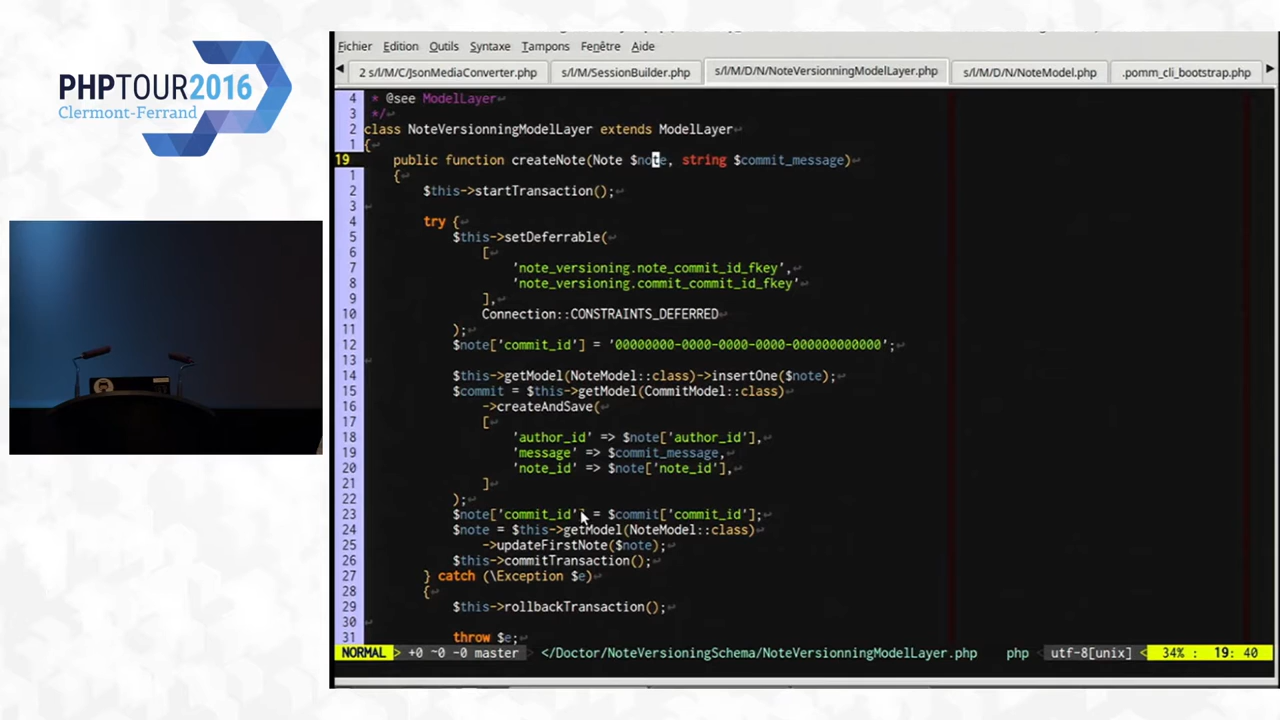 PHPTOUR2016
Clermont-Ferrand
Fichier Edition Outils Syntaxe Tampons Fenêtre Aide
2 s/l/M/C/JsonMediaConverter.php s/l/M/SessionBuilder.php s/l/M/D/N/NoteVersionningModelLayer.php s/l/M/D/N/NoteModel.php .pomm_cli_bootstrap.php
4 * @see ModelLayer
3 */
2 class NoteVersionningModelLayer extends ModelLayer
1 {
19 public function createNote(Note $note, string $commit_message)
1 {
2 $this->startTransaction();
3
4 try {
5 $this->setDeferrable(
6 [
7 'note_versioning.note_commit_id_fkey',
8 'note_versioning.commit_commit_id_fkey'
9 ],
10 Connection::CONSTRAINTS_DEFERRED
11 );
12 $note['commit_id'] = '00000000-0000-0000-0000-000000000000';
13
14 $this->getModel(NoteModel::class)->insertOne($note);
15 $commit = $this->getModel(CommitModel::class)
16 ->createAndSave(
17 [
18 'author_id' => $note['author_id'],
19 'message' => $commit_message,
20 'note_id' => $note['note_id'],
21 ]
22 );
23 $note['commit_id'] = $commit['commit_id'];
24 $note = $this->getModel(NoteModel::class)
25 ->updateFirstNote($note);
26 $this->commitTransaction();
27 } catch (\Exception $e)
28 {
29 $this->rollbackTransaction();
30
31 throw $e;
NORMAL > +0 ~0 -0 master > </Doctor/NoteVersioningSchema/NoteVersionningModelLayer.php php < utf-8[unix] < 34% : 19: 40